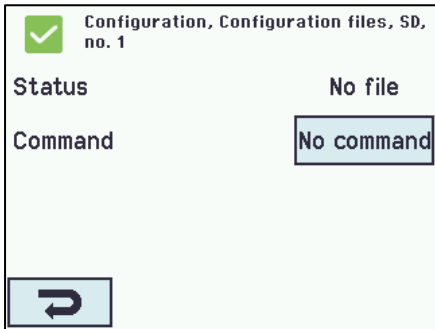 Configuration, Configuration files, SD,
no. 1
Status No file
Command No command